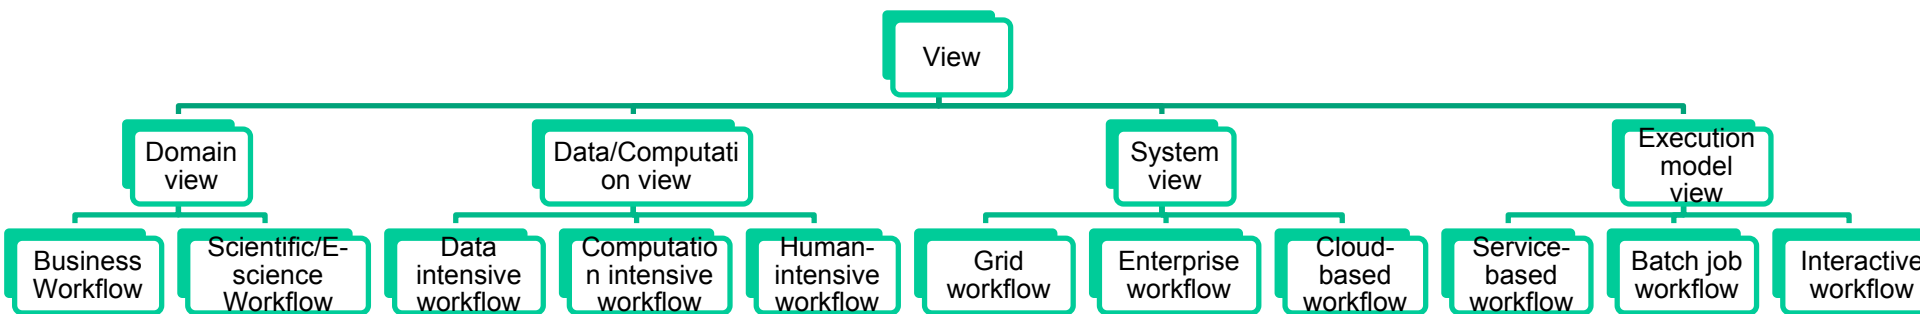 View
Domain
view
Data/Computati
on view
System
view
Execution
model
view
Business
Workflow
Scientific/E-
science
Workflow
Data
intensive
workflow
Computatio
n intensive
workflow
Human-
intensive
workflow
Grid
workflow
Enterprise
workflow
Cloud-
based
workflow
Service-
based
workflow
Batch job
workflow
Interactive
workflow